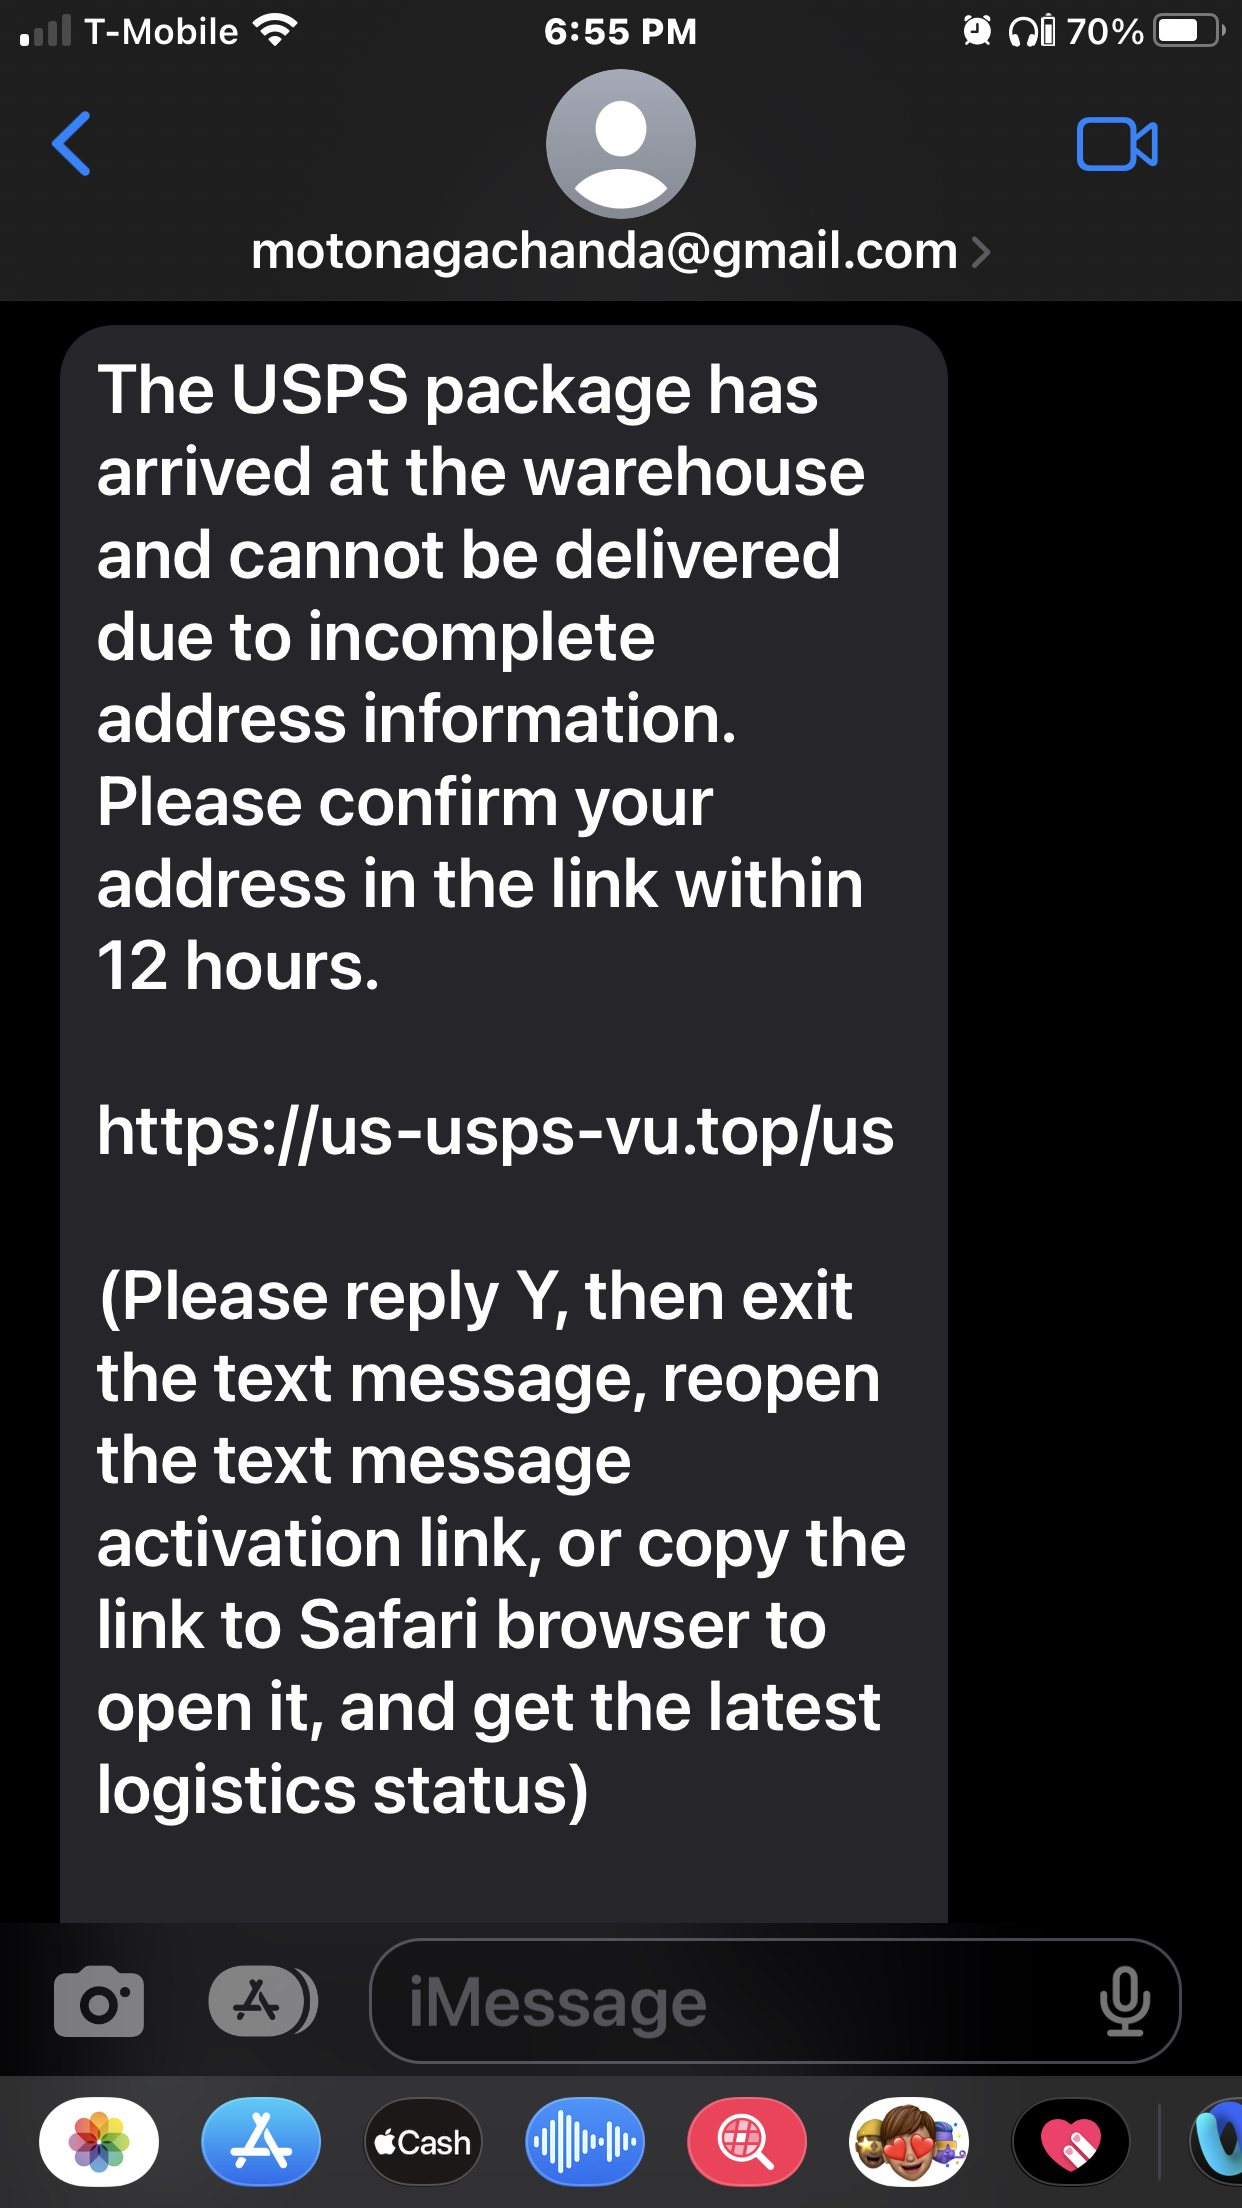 T-Mobile 6:55 PM 70%
motonagachanda@gmail.com
The USPS package has
arrived at the warehouse
and cannot be delivered
due to incomplete
address information.
Please confirm your
address in the link within
12 hours.
https://us-usps-vu.top/us
(Please reply Y, then exit
the text message, reopen
the text message
activation link, or copy the
link to Safari browser to
open it, and get the latest
logistics status)
iMessage
Cash